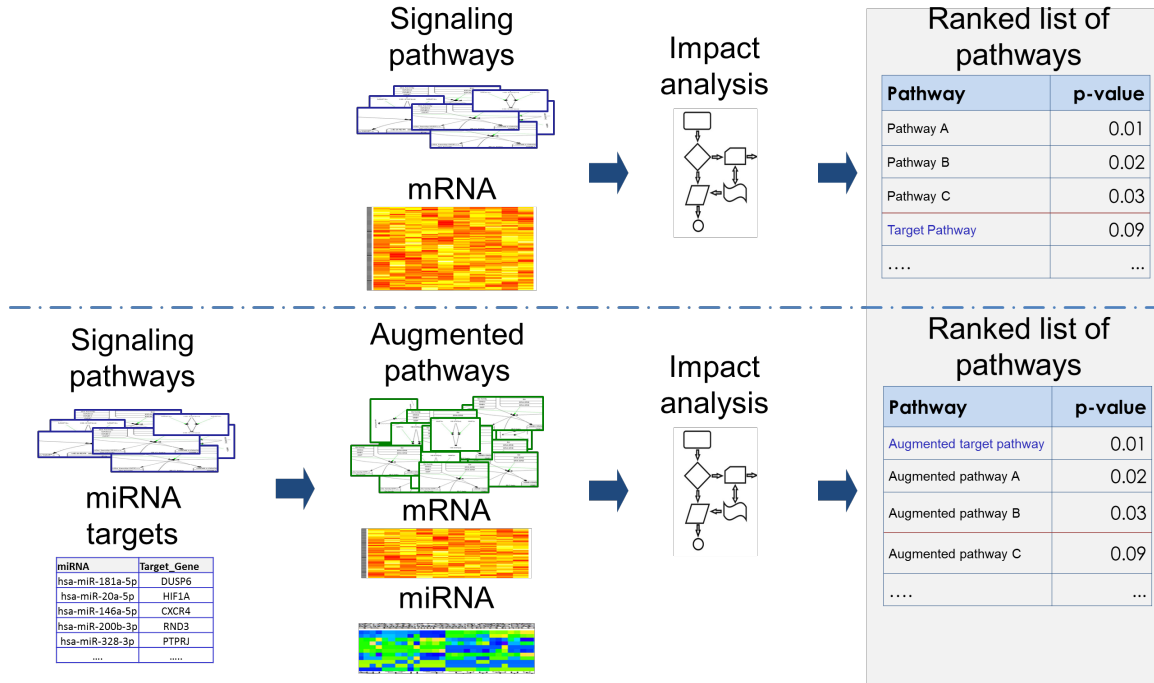 Signaling
pathways
mRNA
Impact
analysis
Ranked list of
pathways
Pathway p-value
Pathway A 0.01
Pathway B 0.02
Pathway C 0.03
Target Pathway 0.09
.... ...
Signaling
pathways
miRNA
targets
miRNA Target_Gene
hsa-miR-181a-5p DUSP6
hsa-miR-20a-5p HIF1A
hsa-miR-146a-5p CXCR4
hsa-miR-200b-3p RND3
hsa-miR-328-3p PTPRJ
.... .....
Augmented
pathways
mRNA
miRNA
Impact
analysis
Ranked list of
pathways
Pathway p-value
Augmented target pathway 0.01
Augmented pathway A 0.02
Augmented pathway B 0.03
Augmented pathway C 0.09
.... ...